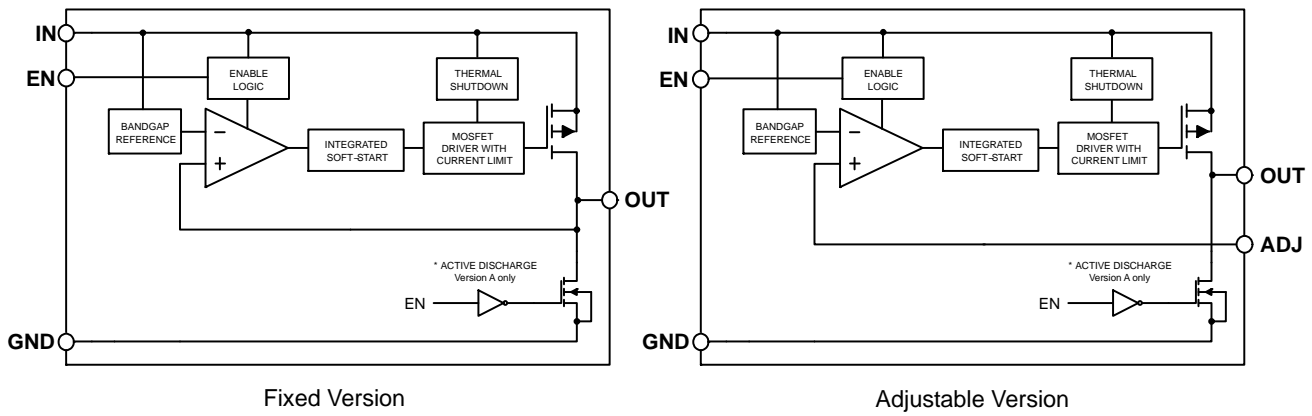 IN
EN
ENABLE
LOGIC
THERMAL
SHUTDOWN
BANDGAP
REFERENCE
−
+
INTEGRATED
SOFT-START
MOSFET
DRIVER WITH
CURRENT LIMIT
OUT
* ACTIVE DISCHARGE
Version A only
EN
GND
Fixed Version
IN
EN
ENABLE
LOGIC
THERMAL
SHUTDOWN
BANDGAP
REFERENCE
−
+
INTEGRATED
SOFT-START
MOSFET
DRIVER WITH
CURRENT LIMIT
OUT
ADJ
* ACTIVE DISCHARGE
Version A only
EN
GND
Adjustable Version